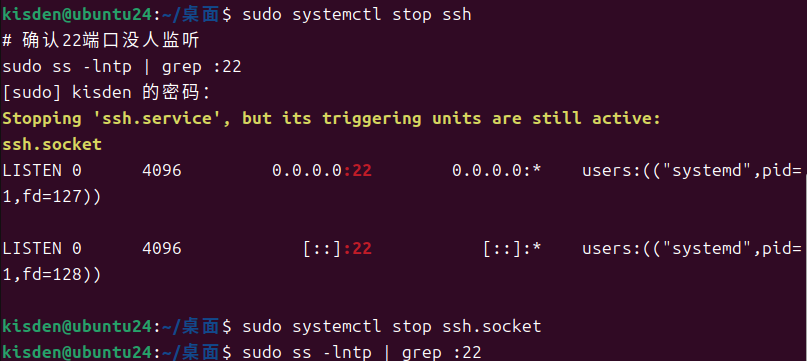 kisden@ubuntu24:~/桌面$ sudo systemctl stop ssh
# 确认22端口没人监听
sudo ss -lntp | grep :22
[sudo] kisden 的密码：
Stopping 'ssh.service', but its triggering units are still active:
ssh.socket
LISTEN 0      4096         0.0.0.0:22        0.0.0.0:*    users:(("systemd",pid=
1,fd=127))
LISTEN 0      4096            [::]:22           [::]:*    users:(("systemd",pid=
1,fd=128))
kisden@ubuntu24:~/桌面$ sudo systemctl stop ssh.socket
kisden@ubuntu24:~/桌面$ sudo ss -lntp | grep :22